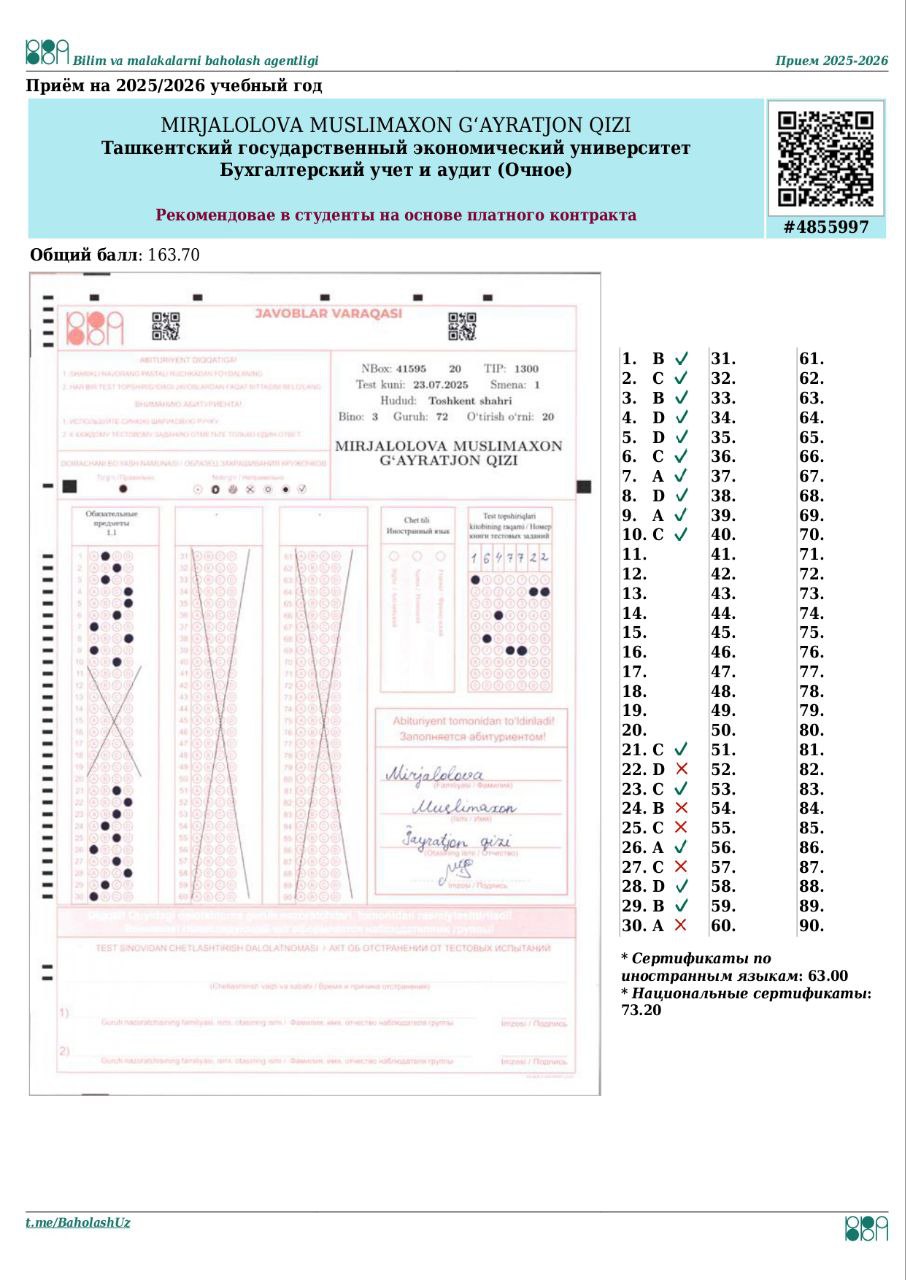 Bilim va malakalarni baholash agentligi
Прием 2025-2026
Приём на 2025/2026 учебный год
MIRJALOLOVA MUSLIMAXON G‘AYRATJON QIZI
Ташкентский государственный экономический университет
Бухгалтерский учет и аудит (Очное)
Рекомендовае в студенты на основе платного контракта
#4855997
Общий балл: 163.70
JAVOBLAR VARAQASI
ABITURIYENT DIQQATIGA!
ВНИМАНИЮ АБИТУРИЕНТА!
NBox: 41595 20 TIP: 1300
Test kuni: 23.07.2025 Smena: 1
Hudud: Toshkent shahri
Bino: 3 Guruh: 72 O‘tirish o‘rni: 20
MIRJALOLOVA MUSLIMAXON
G‘AYRATJON QIZI
Обязательные
предметы
1.1
Chet tili
Иностранный язык
Test topshiriqlari
kitobining raqami / Номер
книги тестовых заданий
1 6 4 7 7 2 2
Abituriyent tomonidan to'ldiriladi!
Заполняется абитуриентом!
Mirjalolova
(Familiyasi / Фамилия)
Muslimaxon
(Ismi / Имя)
G‘ayratjon qizi
(Otasining ismi / Отчество)
Imzosi / Подпись
TEST SINOVIDAN CHETLASHTIRISH DALOLATNOMASI / АКТ ОБ ОТСТРАНЕНИИ ОТ ТЕСТОВЫХ ИСПЫТАНИЙ
(Chetlashtirish vaqti va sababi / Время и причина отстранения)
1)
Guruh nazoratchisining familiyasi, ismi, otasining ismi / Фамилия, имя, отчество наблюдателя группы Imzosi / Подпись
2)
Guruh nazoratchisining familiyasi, ismi, otasining ismi / Фамилия, имя, отчество наблюдателя группы Imzosi / Подпись
1. B ✓ 31. 61.
2. C ✓ 32. 62.
3. B ✓ 33. 63.
4. D ✓ 34. 64.
5. D ✓ 35. 65.
6. C ✓ 36. 66.
7. A ✓ 37. 67.
8. D ✓ 38. 68.
9. A ✓ 39. 69.
10. C ✓ 40. 70.
11. 41. 71.
12. 42. 72.
13. 43. 73.
14. 44. 74.
15. 45. 75.
16. 46. 76.
17. 47. 77.
18. 48. 78.
19. 49. 79.
20. 50. 80.
21. C ✓ 51. 81.
22. D ✗ 52. 82.
23. C ✓ 53. 83.
24. B ✗ 54. 84.
25. C ✗ 55. 85.
26. A ✓ 56. 86.
27. C ✗ 57. 87.
28. D ✓ 58. 88.
29. B ✓ 59. 89.
30. A ✗ 60. 90.
* Сертификаты по
иностранным языкам: 63.00
* Национальные сертификаты:
73.20
t.me/BaholashUz